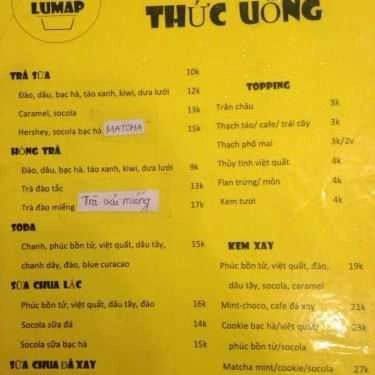 LUMAP
THỨC UỐNG
TRÀ SỮA 10k
Đào, dâu, bạc hà, táo xanh, kiwi, dưa lưới 12k
Caramel, socola 13k
Hershey, socola bạc hà MATCHA 15k
HỒNG TRÀ
Đào, dâu, bạc hà, táo xanh, kiwi, dưa lưới 9k
Trà đào tắc 13k
Trà đào miếng Trà vải miếng 17k
SODA
Chanh, phúc bồn tử, việt quất, dâu tây, 15k
chanh dây, đào, blue curacao
SỮA CHUA LẮC
Phúc bồn tử, việt quất, dâu tây, đào 16k
Socola sữa đá 14k
Socola sữa bạc hà 15k
SỮA CHUA ĐÁ XAY
TOPPING
Trân châu 3k
Thạch táo/ cafe/ trái cây 3k
Thạch phô mai 3k/2v
Thủy tinh việt quất 4k
Flan trứng/ môn 4k
Kem tươi 4k
KEM XAY
Phúc bồn tử, việt quất, đào, 19k
dâu tây, socola, caramel
Mint-choco, cafe đá xay 21k
Cookie bạc hà/việt quất/ 23k
phúc bồn tử/socola
Matcha mint/cookie/socola 27k